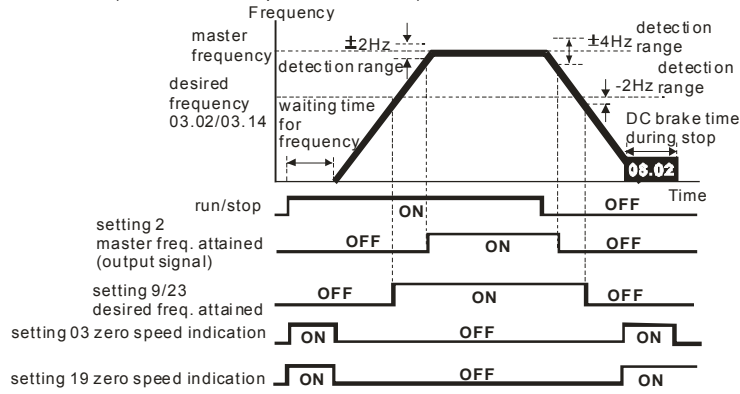 Frequency
master
frequency
±2Hz
detection range
±4Hz
detection
range
detection
-2Hz range
desired
frequency
03.02/03.14
waiting time
for
frequency
DC brake time
during stop
08.02
Time
run/stop
ON
OFF
setting 2
master freq. attained
(output signal)
OFF
ON
OFF
setting 9/23
desired freq. attained
OFF
ON
OFF
setting 03 zero speed indication
ON
OFF
ON
setting 19 zero speed indication
ON
OFF
ON